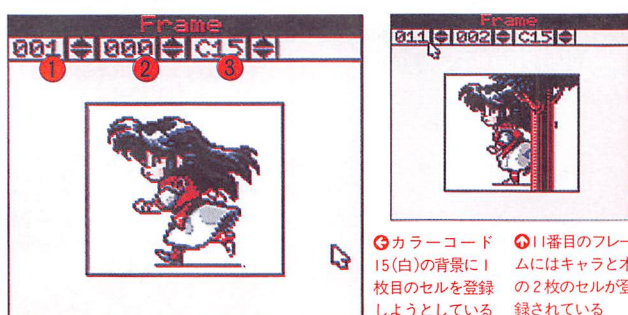 Frame
001 000 C15
① ② ③
Frame
011 002 C15
カラーコード
15(白)の背景に1
枚目のセルを登録
しようとしている
11番目のフレー
ムにはキャラと木
の2枚のセルが登
録されている